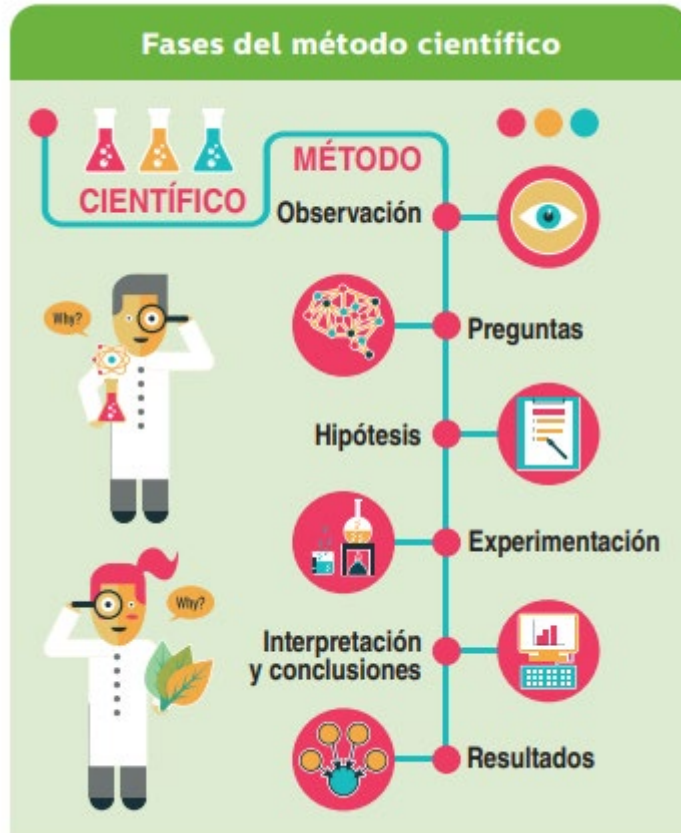 Fases del método científico
MÉTODO
CIENTÍFICO
Observación
Why?
Preguntas
Hipótesis
Experimentación
Why?
Interpretación
y conclusiones
Resultados